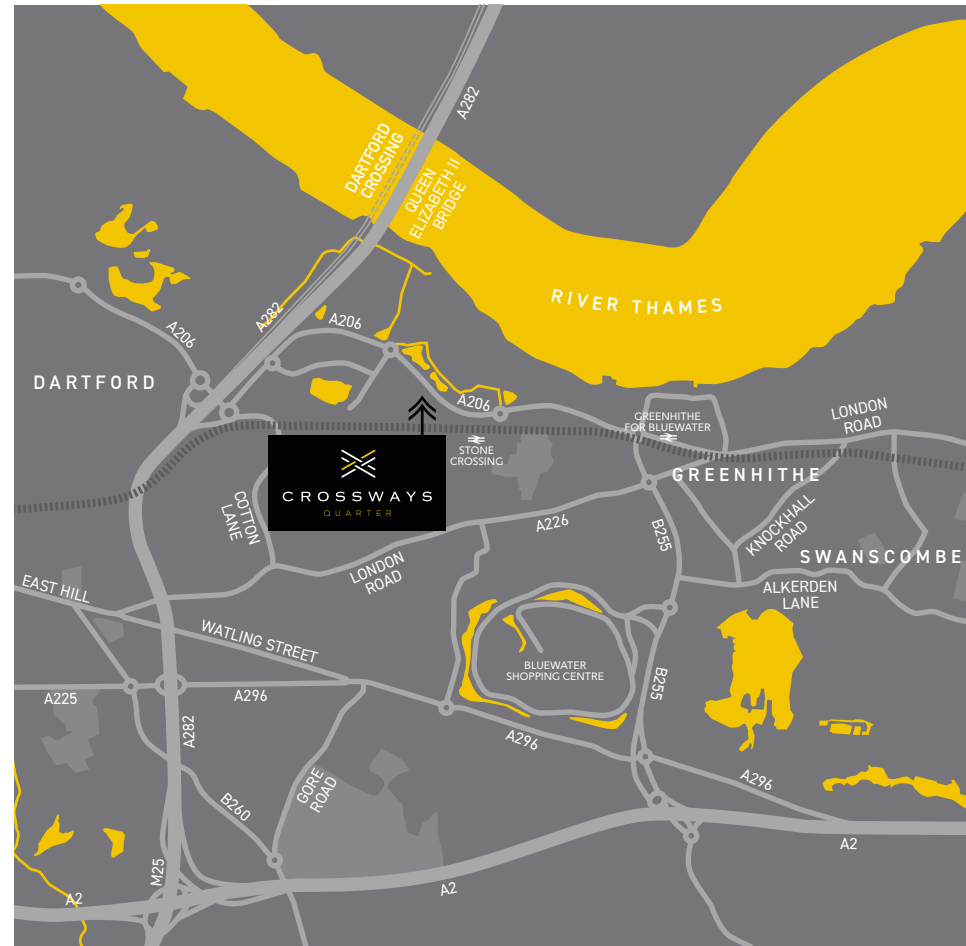 A282
DARTFORD
CROSSING
QUEEN
ELIZABETH II
BRIDGE
RIVER THAMES
A282
A206
A206
DARTFORD
A206
GREENHITHE
FOR BLUEWATER
LONDON
ROAD
STONE
CROSSING
GREENHITHE
CROSSWAYS
QUARTER
COTTON
LANE
A226
B255
KNOCKHALL
ROAD
SWANSCOMBE
LONDON
ROAD
EAST HILL
ALKERDEN
LANE
WATLING STREET
BLUEWATER
SHOPPING CENTRE
B255
A225
A296
A282
A296
A296
GORE
ROAD
B260
A2
M25
A2
A2